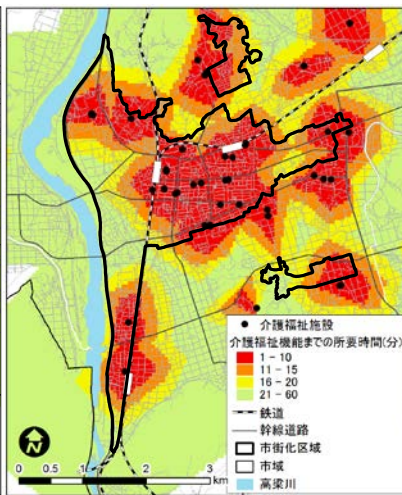 介護福祉施設
介護福祉機能までの所要時間(分)
1 - 10
11 - 15
16 - 20
21 - 60
鉄道
幹線道路
市街化区域
市域
高梁川
N
0 0.5 1 2 3
km